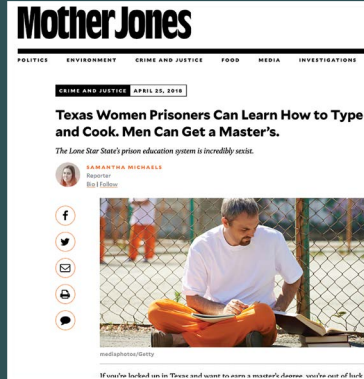 Mother Jones
POLITICS ENVIRONMENT CRIME AND JUSTICE FOOD MEDIA INVESTIGATIONS
CRIME AND JUSTICE APRIL 25, 2018
Texas Women Prisoners Can Learn How to Type
and Cook. Men Can Get a Master’s.
The Lone Star State’s prison education system is incredibly sexist.
SAMANTHA MICHAELS
Reporter
Bio | Follow
mediaphotos/Getty
If you’re locked up in Texas and want to earn a master’s degree, you’re out of luck